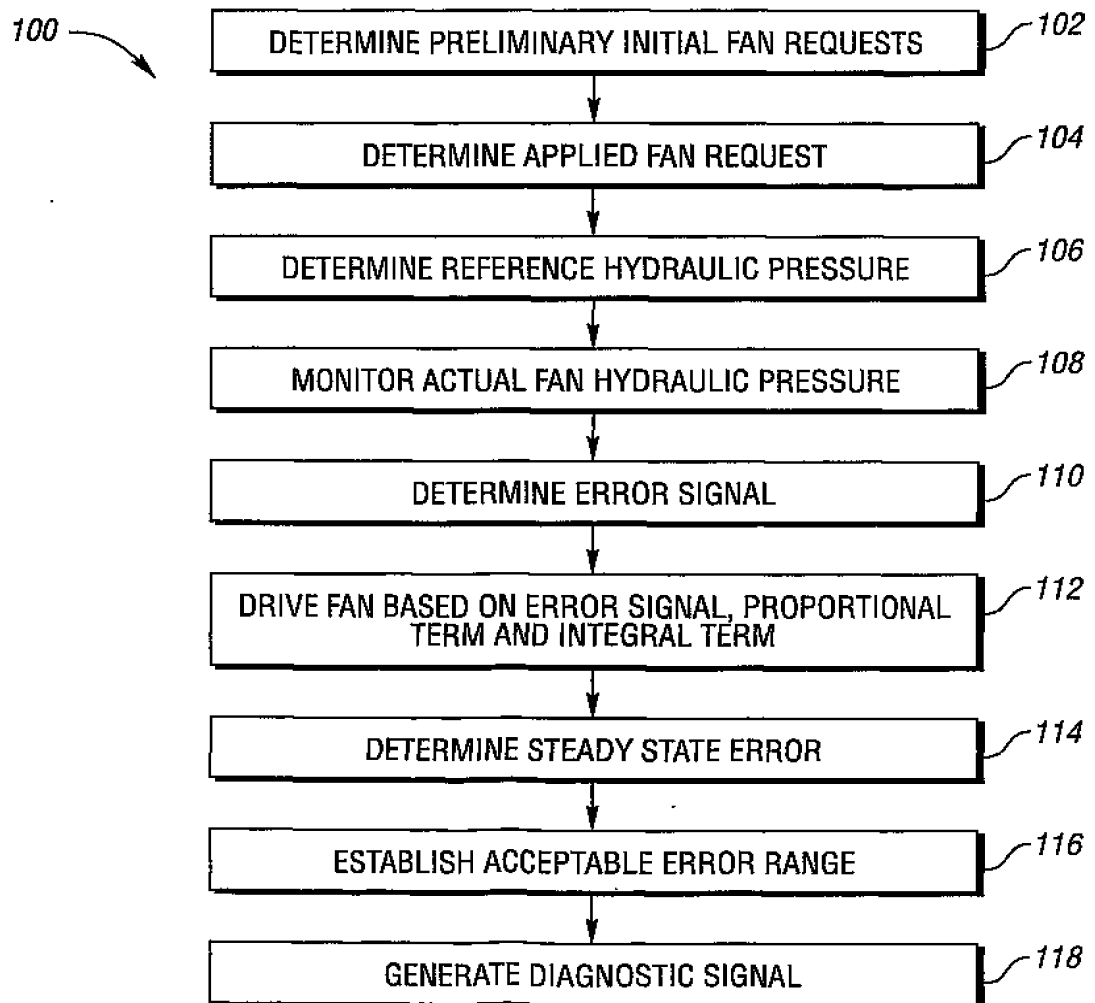 100
DETERMINE PRELIMINARY INITIAL FAN REQUESTS
102
DETERMINE APPLIED FAN REQUEST
104
DETERMINE REFERENCE HYDRAULIC PRESSURE
106
MONITOR ACTUAL FAN HYDRAULIC PRESSURE
108
DETERMINE ERROR SIGNAL
110
DRIVE FAN BASED ON ERROR SIGNAL, PROPORTIONAL
TERM AND INTEGRAL TERM
112
DETERMINE STEADY STATE ERROR
114
ESTABLISH ACCEPTABLE ERROR RANGE
116
GENERATE DIAGNOSTIC SIGNAL
118